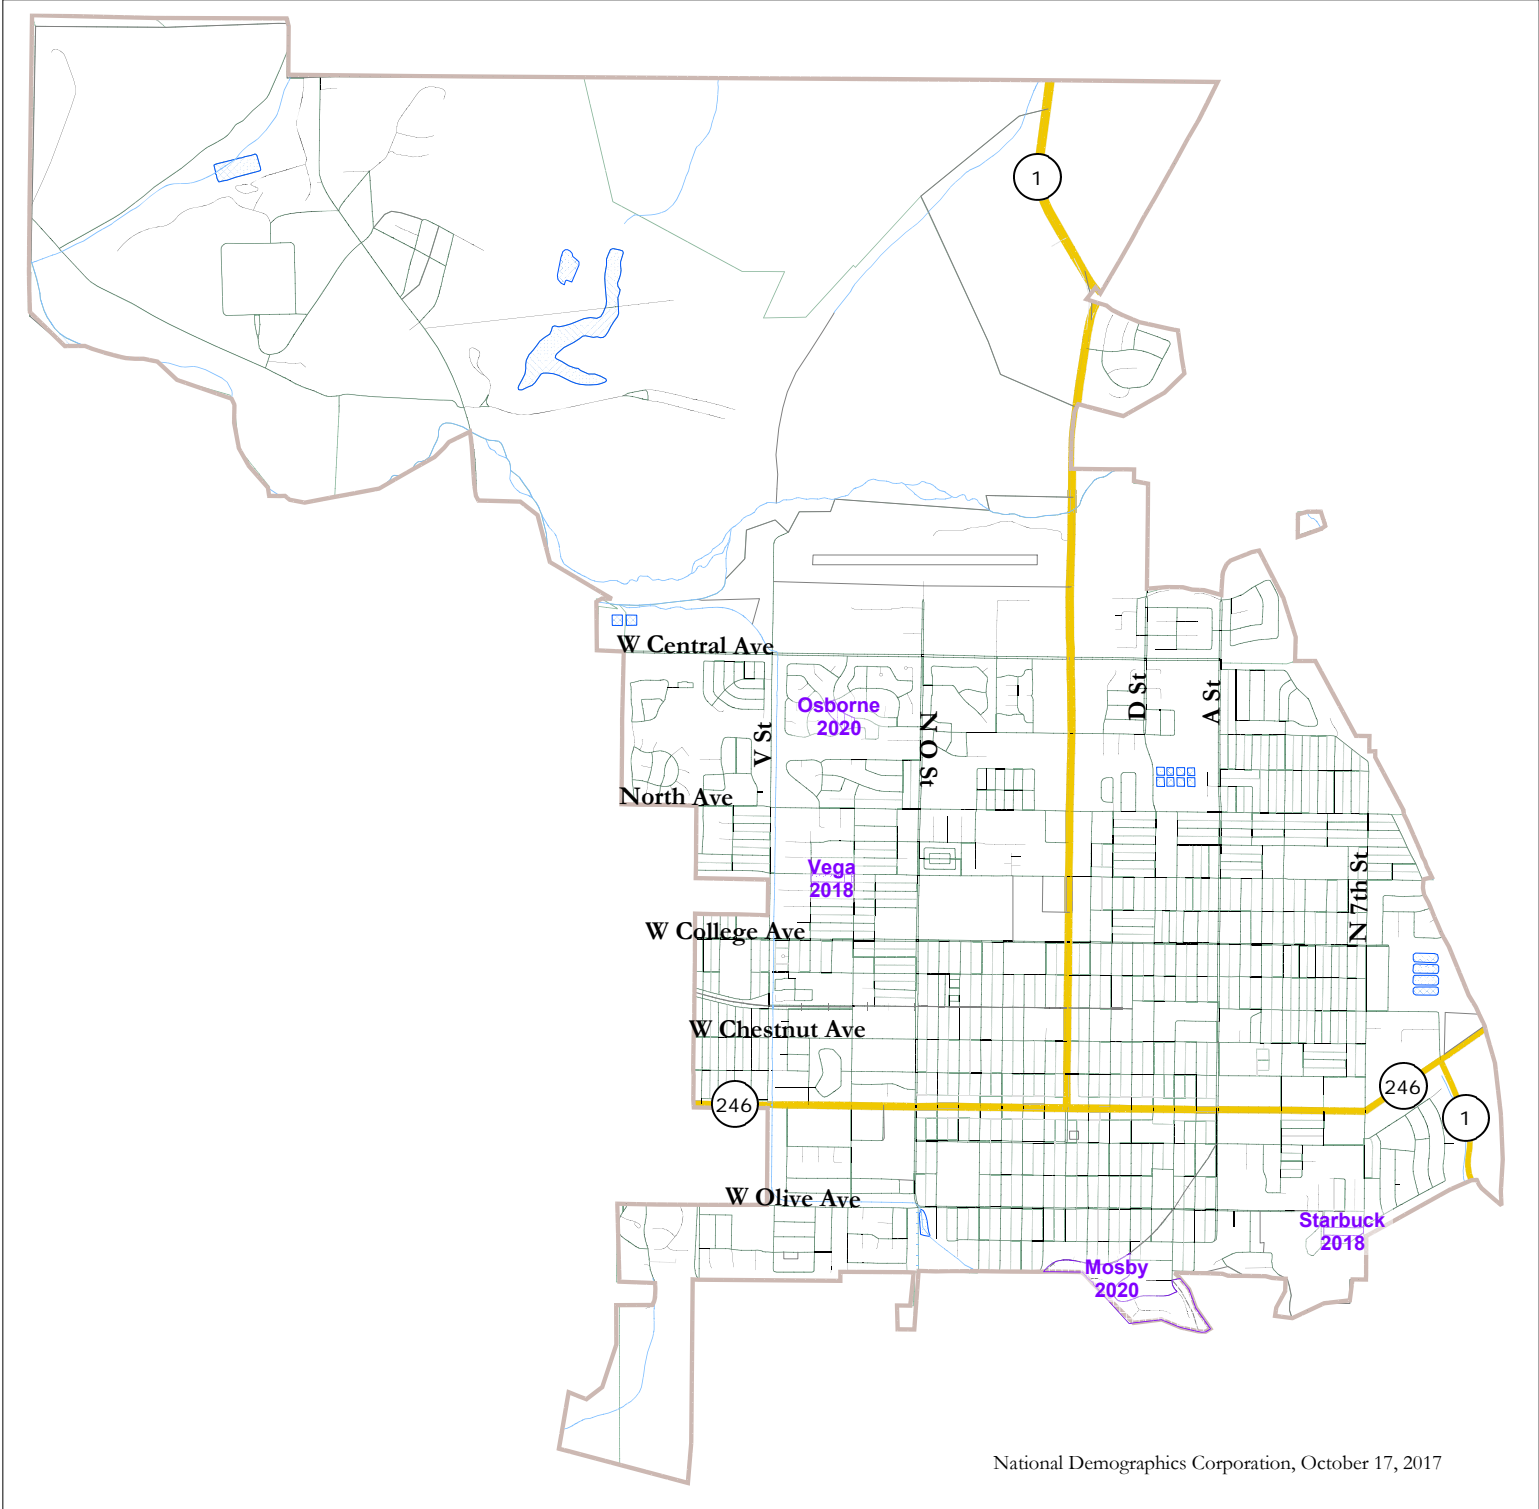 1
W Central Ave
Osborne
2020
D St
A St
V St
N O St
North Ave
Vega
2018
N 7th St
W College Ave
W Chestnut Ave
246
246
1
W Olive Ave
Starbuck
2018
Mosby
2020
National Demographics Corporation, October 17, 2017